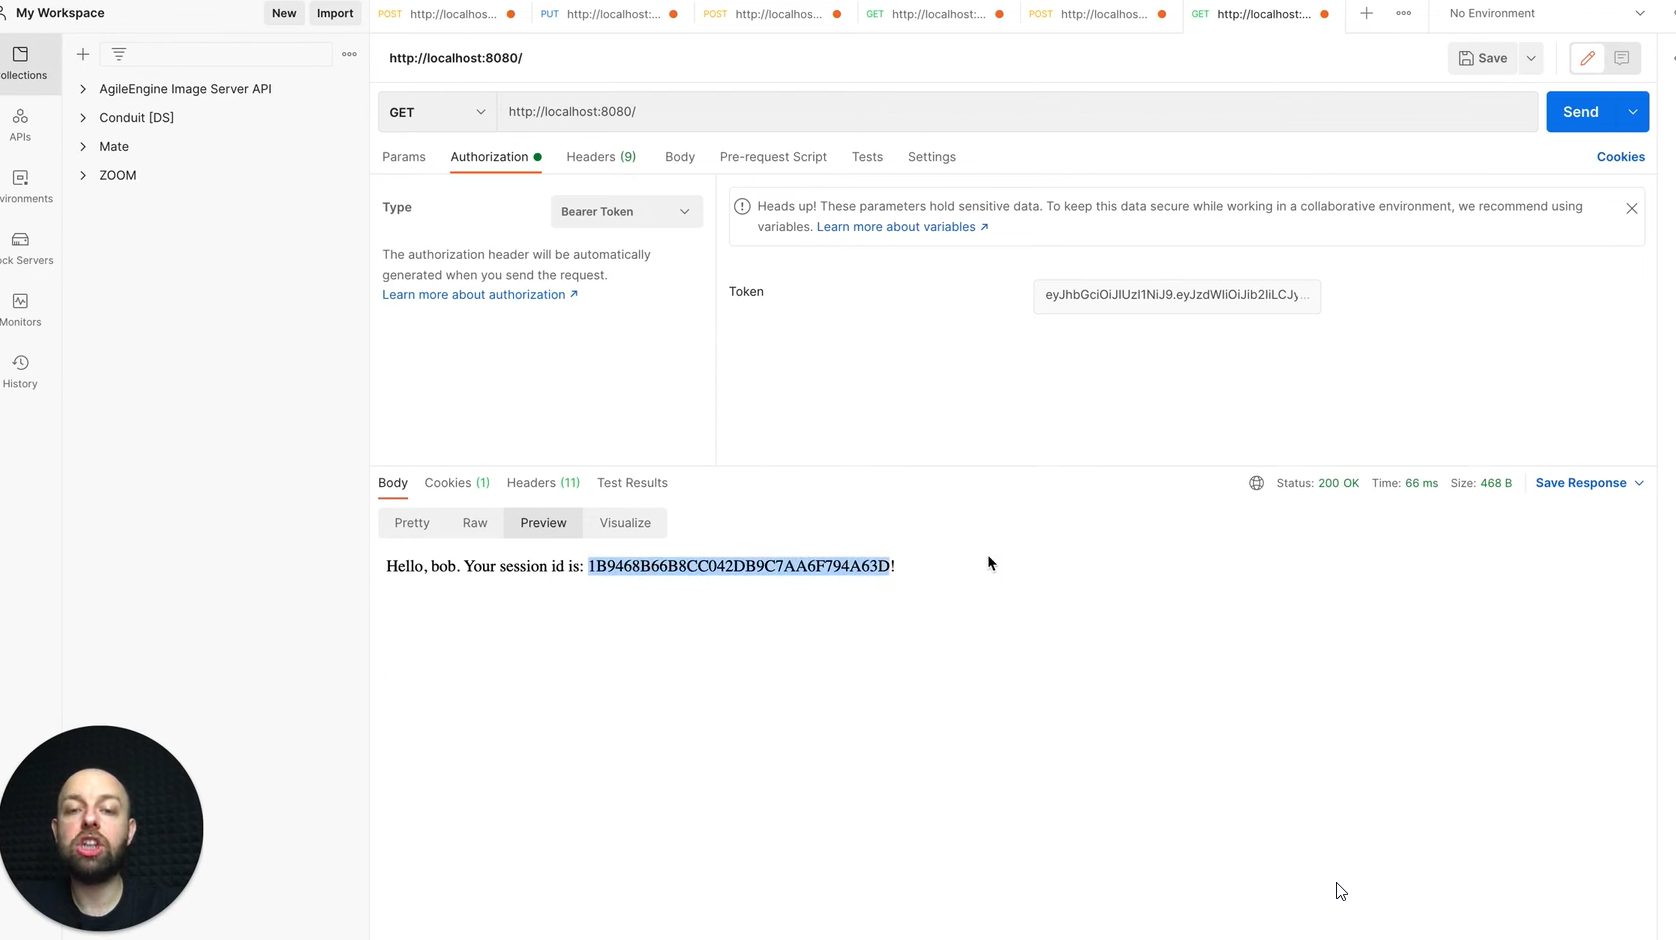 My Workspace
New
Import
POST http://localhos...
PUT http://localhost:...
POST http://localhos...
GET http://localhost:...
POST http://localhos...
GET http://localhost:...
No Environment
http://localhost:8080/
Save
ollections
APIs
vironments
ock Servers
Monitors
History
AgileEngine Image Server API
Conduit [DS]
Mate
ZOOM
GET
http://localhost:8080/
Send
Params
Authorization
Headers (9)
Body
Pre-request Script
Tests
Settings
Cookies
Type
Bearer Token
The authorization header will be automatically
generated when you send the request.
Learn more about authorization ↗
Heads up! These parameters hold sensitive data. To keep this data secure while working in a collaborative environment, we recommend using
variables. Learn more about variables ↗
Token
eyJhbGciOiJIUzI1NiJ9.eyJzdWIiOiJib2IiLCJy...
Body
Cookies (1)
Headers (11)
Test Results
Status: 200 OK
Time: 66 ms
Size: 468 B
Save Response
Pretty
Raw
Preview
Visualize
Hello, bob. Your session id is: 1B9468B66B8CC042DB9C7AA6F794A63D!